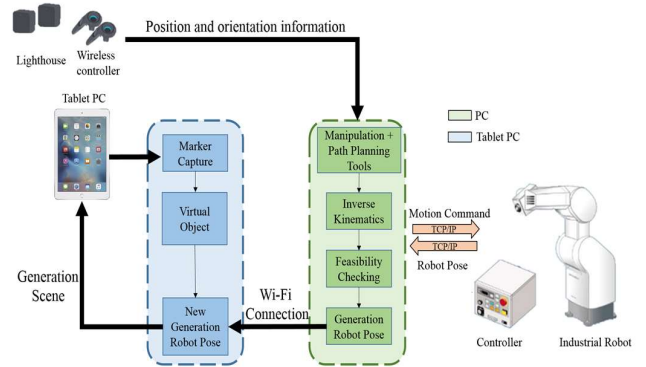 Position and orientation information
Lighthouse
Wireless
controller
Tablet PC
Marker
Capture
Virtual
Object
New
Generation
Robot Pose
Generation
Scene
Wi-Fi
Connection
Manipulation +
Path Planning
Tools
Inverse
Kinematics
Feasibility
Checking
Generation
Robot Pose
PC
Tablet PC
Motion Command
TCP/IP
TCP/IP
Robot Pose
Controller
Industrial Robot